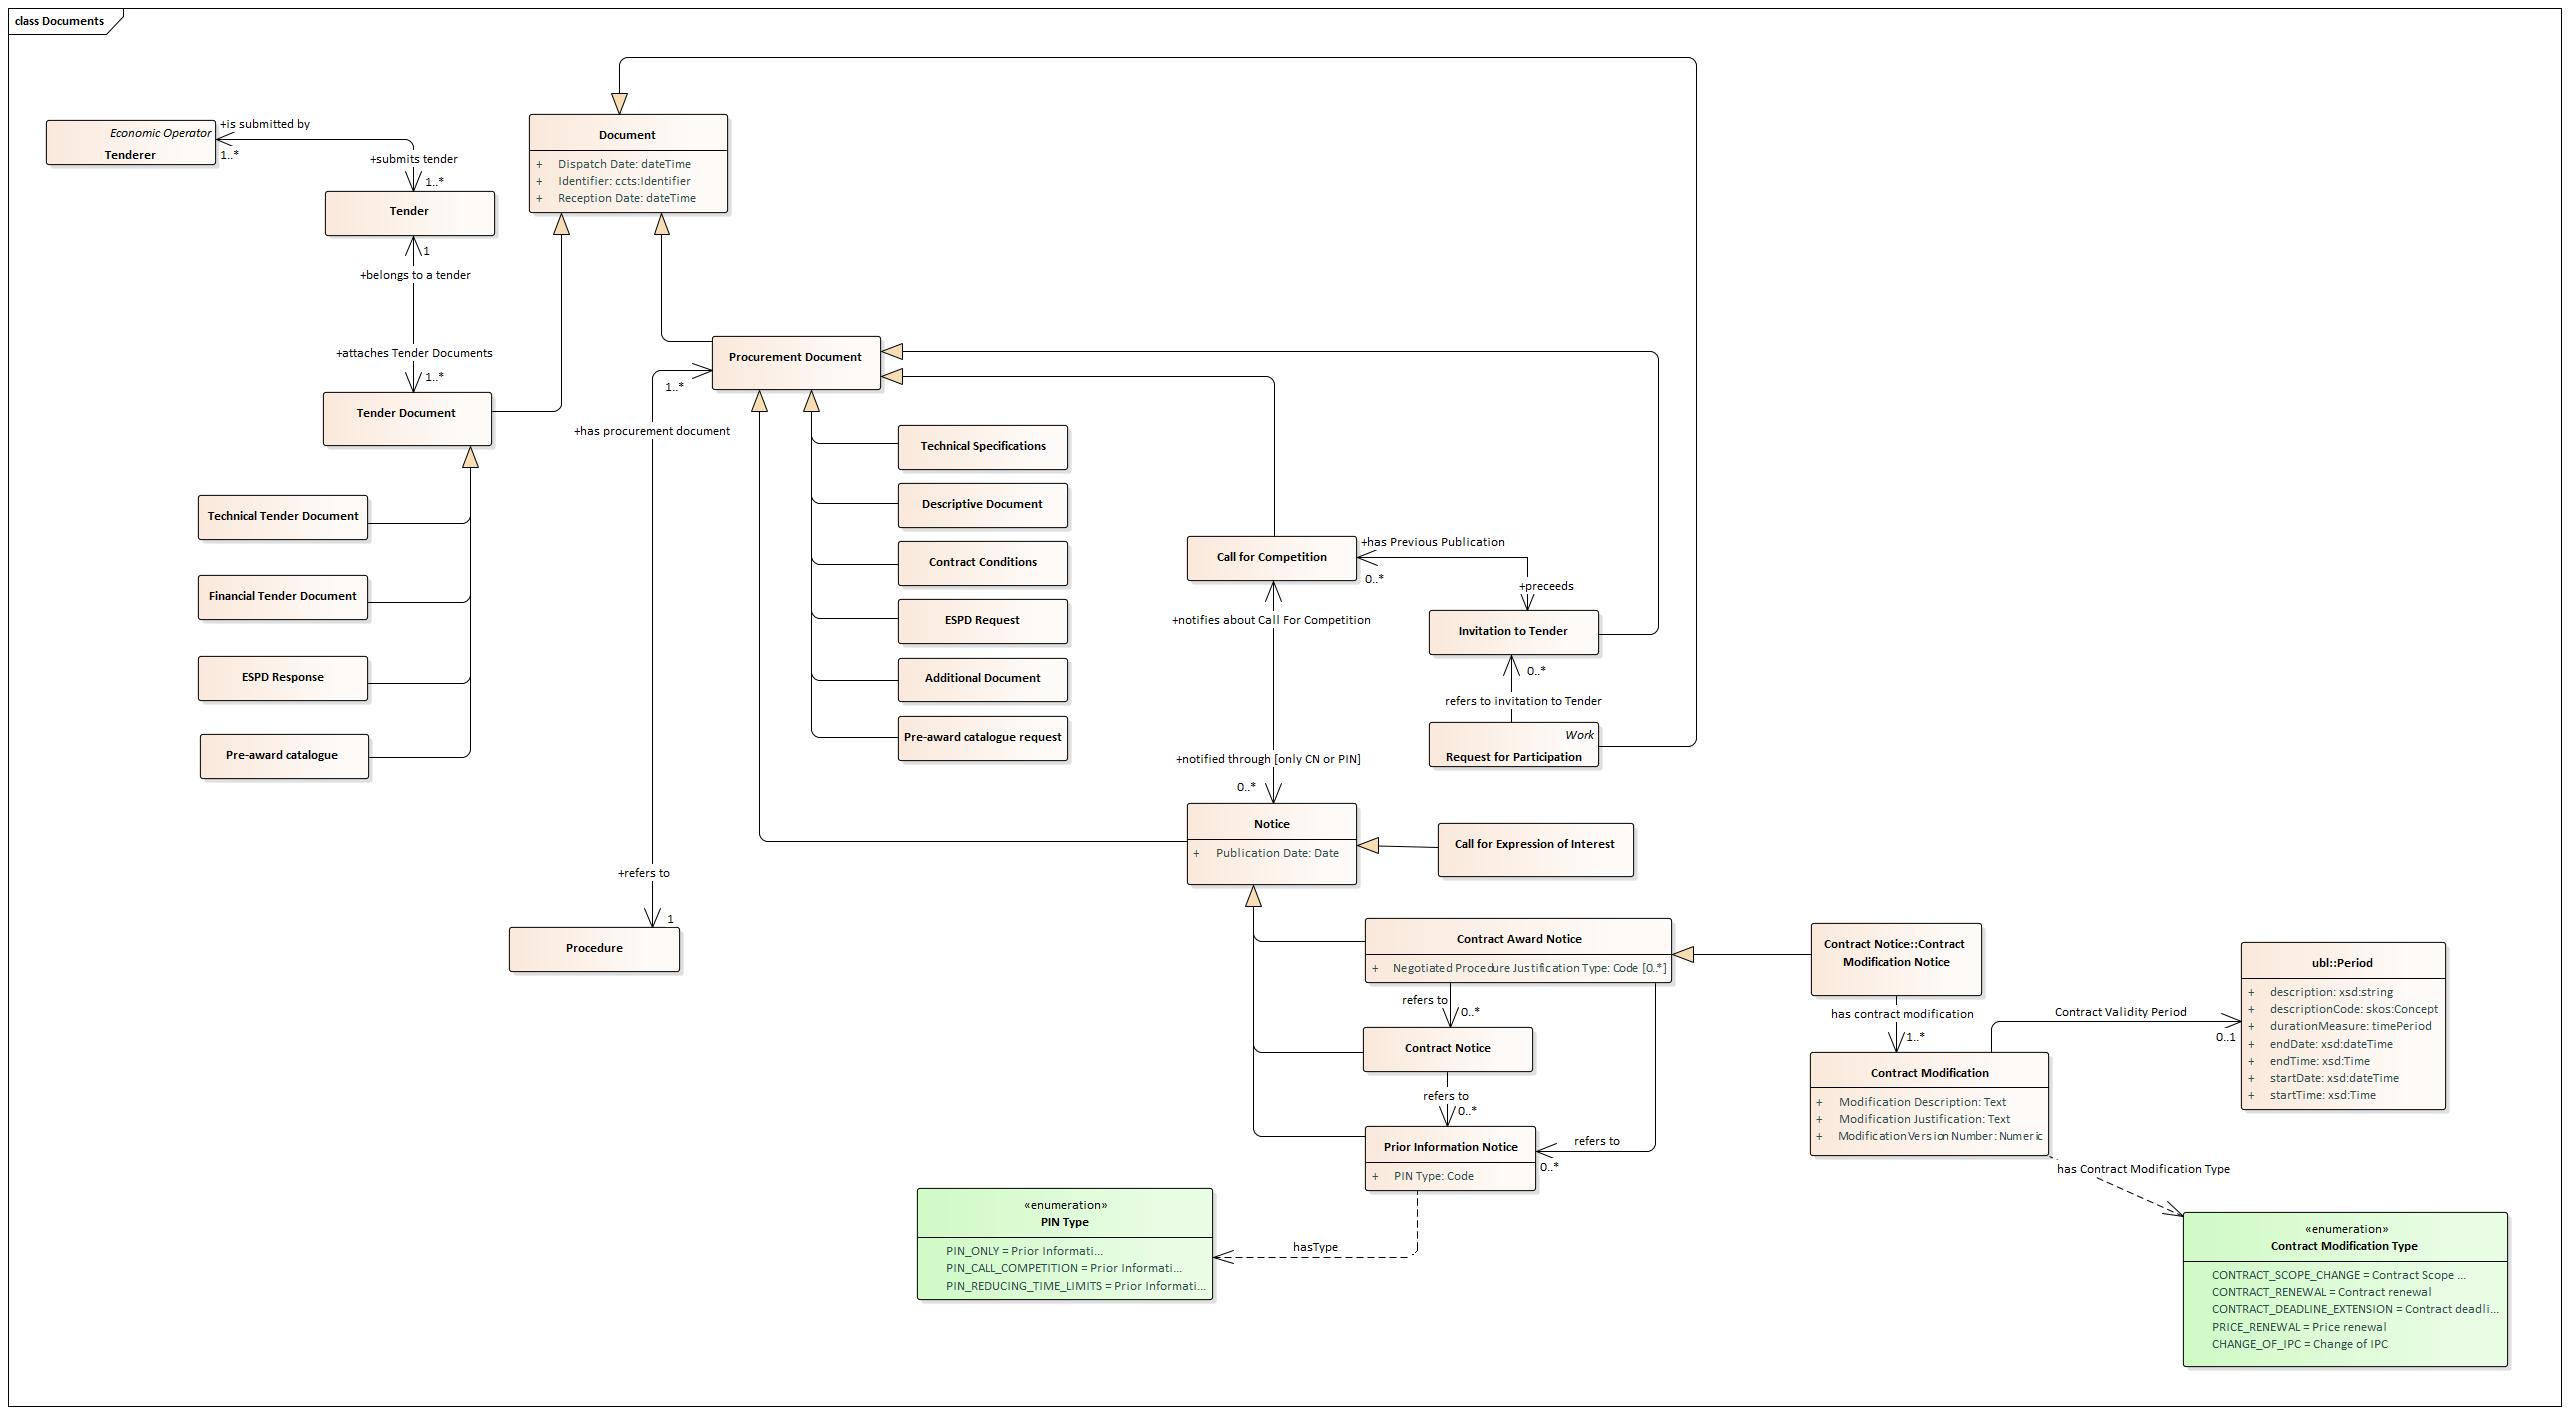 class Documents
Economic Operator
Tenderer
+is submitted by
1..*
+submits tender
1..*
Tender
1
+belongs to a tender
+attaches Tender Documents
1..*
Tender Document
Technical Tender Document
Financial Tender Document
ESPD Response
Pre-award catalogue
Document
+ Dispatch Date: dateTime
+ Identifier: ccts:Identifier
+ Reception Date: dateTime
Procurement Document
1..*
+has procurement document
+refers to
1
Procedure
Technical Specifications
Descriptive Document
Contract Conditions
ESPD Request
Additional Document
Pre-award catalogue request
Call for Competition
+has Previous Publication
0..*
+preceeds
Invitation to Tender
0..*
refers to invitation to Tender
Work
Request for Participation
+notifies about Call For Competition
+notified through [only CN or PIN]
0..*
Notice
+ Publication Date: Date
Call for Expression of Interest
Contract Award Notice
+ Negotiated Procedure Justification Type: Code [0..*]
refers to
0..*
Contract Notice
refers to
0..*
Prior Information Notice
+ PIN Type: Code
refers to
0..*
hasType
«enumeration»
PIN Type
PIN_ONLY = Prior Informati...
PIN_CALL_COMPETITION = Prior Informati...
PIN_REDUCING_TIME_LIMITS = Prior Informati...
Contract Notice::Contract
Modification Notice
has contract modification
1..*
Contract Modification
+ Modification Description: Text
+ Modification Justification: Text
+ Modification Version Number: Numeric
Contract Validity Period
0..1
ubl::Period
+ description: xsd:string
+ descriptionCode: skos:Concept
+ durationMeasure: timePeriod
+ endDate: xsd:dateTime
+ endTime: xsd:Time
+ startDate: xsd:dateTime
+ startTime: xsd:Time
has Contract Modification Type
«enumeration»
Contract Modification Type
CONTRACT_SCOPE_CHANGE = Contract Scope ...
CONTRACT_RENEWAL = Contract renewal
CONTRACT_DEADLINE_EXTENSION = Contract deadli...
PRICE_RENEWAL = Price renewal
CHANGE_OF_IPC = Change of IPC